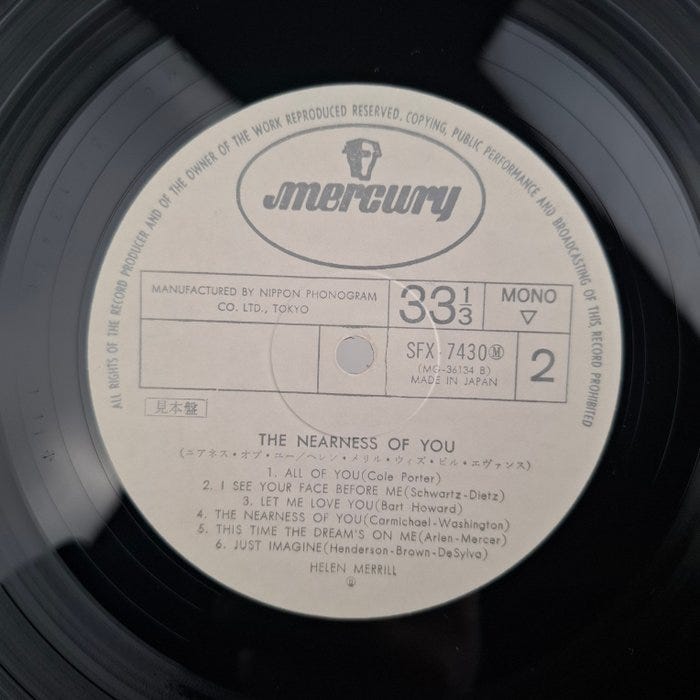 ALL RIGHTS OF THE RECORD PRODUCER AND OF THE OWNER OF THE WORK REPRODUCED RESERVED. COPYING, PUBLIC PERFORMANCE AND BROADCASTING OF THIS RECORD PROHIBITED
mercury
MANUFACTURED BY NIPPON PHONOGRAM
CO. LTD., TOKYO
33 1/3
MONO
▽
SFX-7430Ⓜ
(MG-36134 B)
MADE IN JAPAN
2
見本盤
THE NEARNESS OF YOU
(ニアネス・オブ・ユー/ヘレン・メリル・ウィズ・ビル・エヴァンス)
1. ALL OF YOU(Cole Porter)
2. I SEE YOUR FACE BEFORE ME(Schwartz-Dietz)
3. LET ME LOVE YOU(Bart Howard)
4. THE NEARNESS OF YOU(Carmichael-Washington)
5. THIS TIME THE DREAM'S ON ME(Arlen-Mercer)
6. JUST IMAGINE(Henderson-Brown-DeSylva)
HELEN MERRILL
Ⓟ